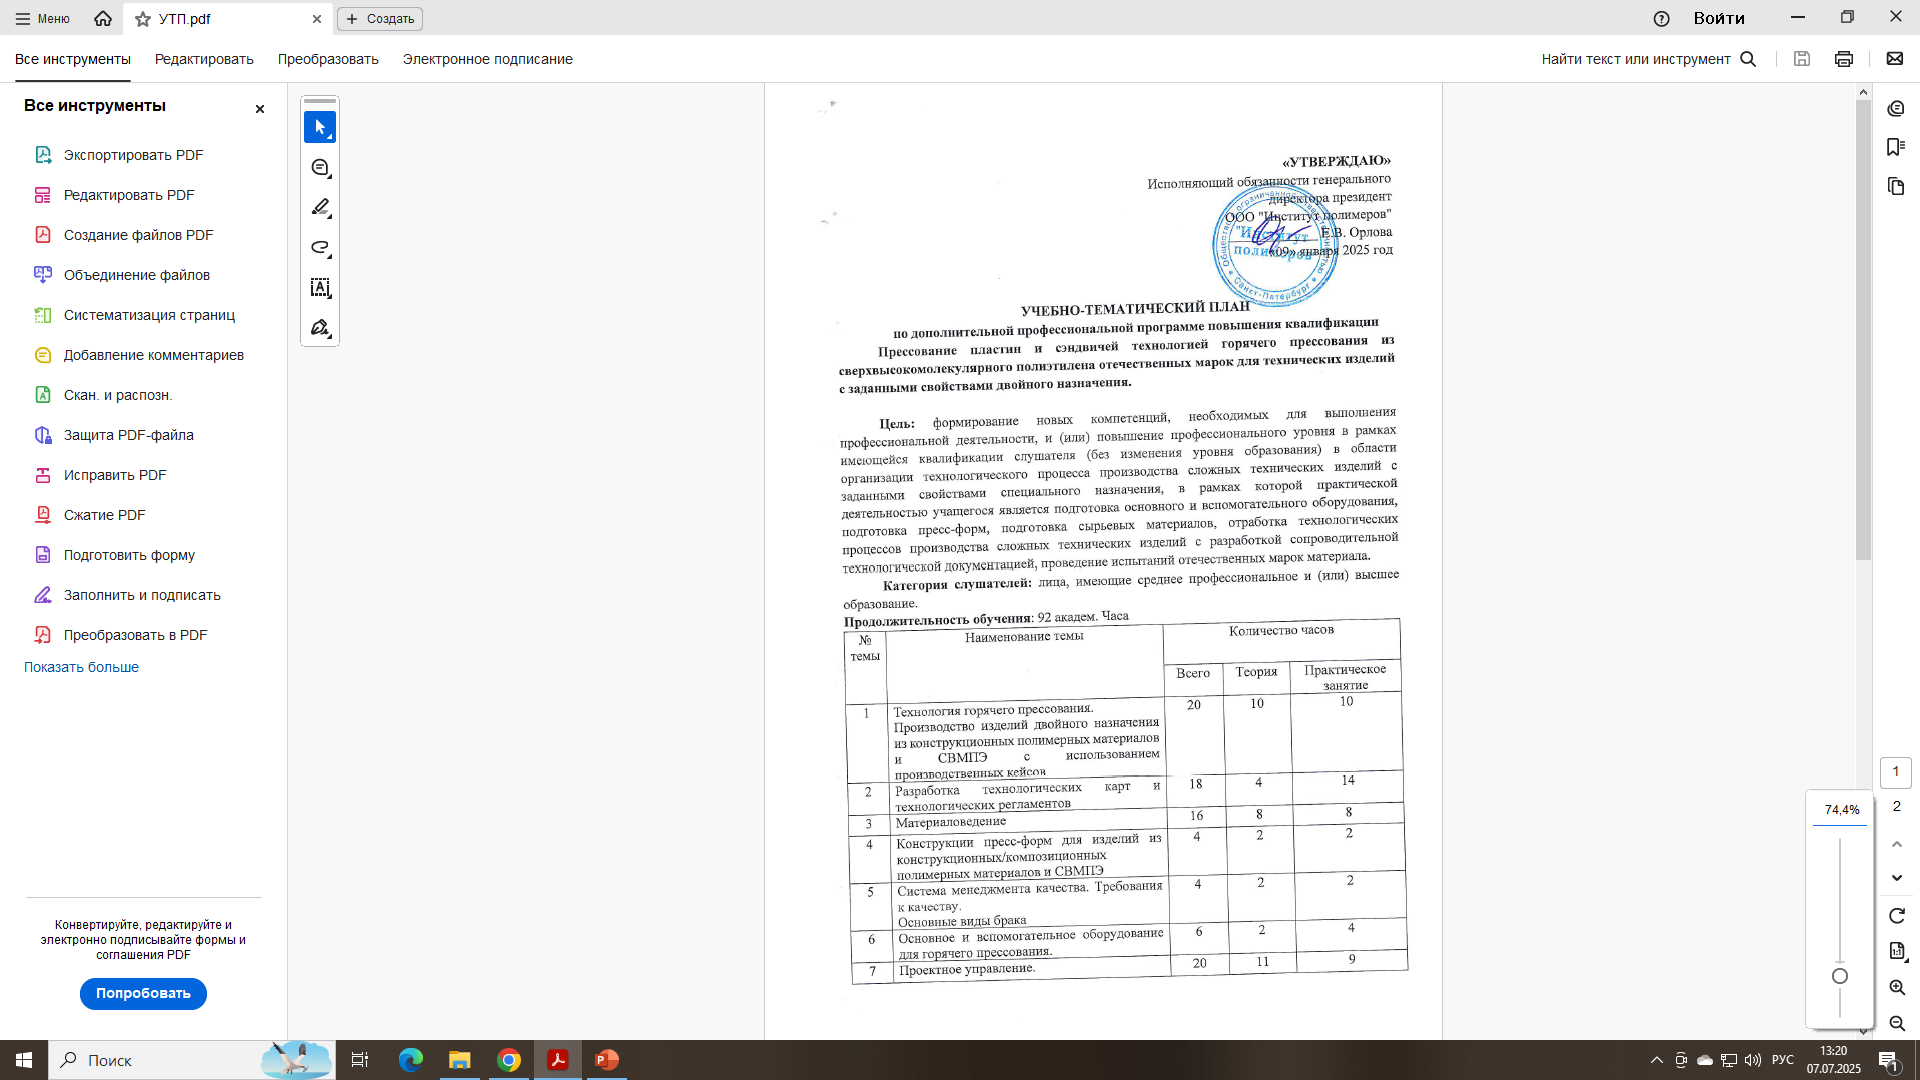 Меню
УТП.pdf
Создать
Войти
Все инструменты
Редактировать
Преобразовать
Электронное подписание
Найти текст или инструмент
Все инструменты
Экспортировать PDF
Редактировать PDF
Создание файлов PDF
Объединение файлов
Систематизация страниц
Добавление комментариев
Скан. и распозн.
Защита PDF-файла
Исправить PDF
Сжатие PDF
Подготовить форму
Заполнить и подписать
Преобразовать в PDF
Показать больше
Конвертируйте, редактируйте и
электронно подписывайте формы и
соглашения PDF
Попробовать
«УТВЕРЖДАЮ»
Исполняющий обязанности генерального
директора президент
ООО "Институт полимеров"
Е.В. Орлова
«09» января 2025 год
"Институт
полимеров"
Санкт-Петербург
УЧЕБНО-ТЕМАТИЧЕСКИЙ ПЛАН
по дополнительной профессиональной программе повышения квалификации
Прессование пластин и сэндвичей технологией горячего прессования из
сверхвысокомолекулярного полиэтилена отечественных марок для технических изделий
с заданными свойствами двойного назначения.
Цель: формирование новых компетенций, необходимых для выполнения
профессиональной деятельности, и (или) повышение профессионального уровня в рамках
имеющейся квалификации слушателя (без изменения уровня образования) в области
организации технологического процесса производства сложных технических изделий с
заданными свойствами специального назначения, в рамках которой практической
деятельностью учащегося является подготовка основного и вспомогательного оборудования,
подготовка пресс-форм, подготовка сырьевых материалов, отработка технологических
процессов производства сложных технических изделий с разработкой сопроводительной
технологической документацией, проведение испытаний отечественных марок материала.
Категория слушателей: лица, имеющие среднее профессиональное и (или) высшее
образование.
Продолжительность обучения: 92 академ. Часа
№ темы Наименование темы Количество часов
Всего Теория Практическое занятие
1 Технология горячего прессования. 20 10 10
Производство изделий двойного назначения
из конструкционных полимерных материалов
и СВМПЭ с использованием
производственных кейсов
2 Разработка технологических карт и 18 4 14
технологических регламентов
3 Материаловедение 16 8 8
4 Конструкции пресс-форм для изделий из 4 2 2
конструкционных/композиционных
полимерных материалов и СВМПЭ
5 Система менеджмента качества. Требования 4 2 2
к качеству.
Основные виды брака
6 Основное и вспомогательное оборудование 6 2 4
для горячего прессования.
7 Проектное управление. 20 11 9
1
2
74,4%
Поиск
РУС
13:20
07.07.2025
1